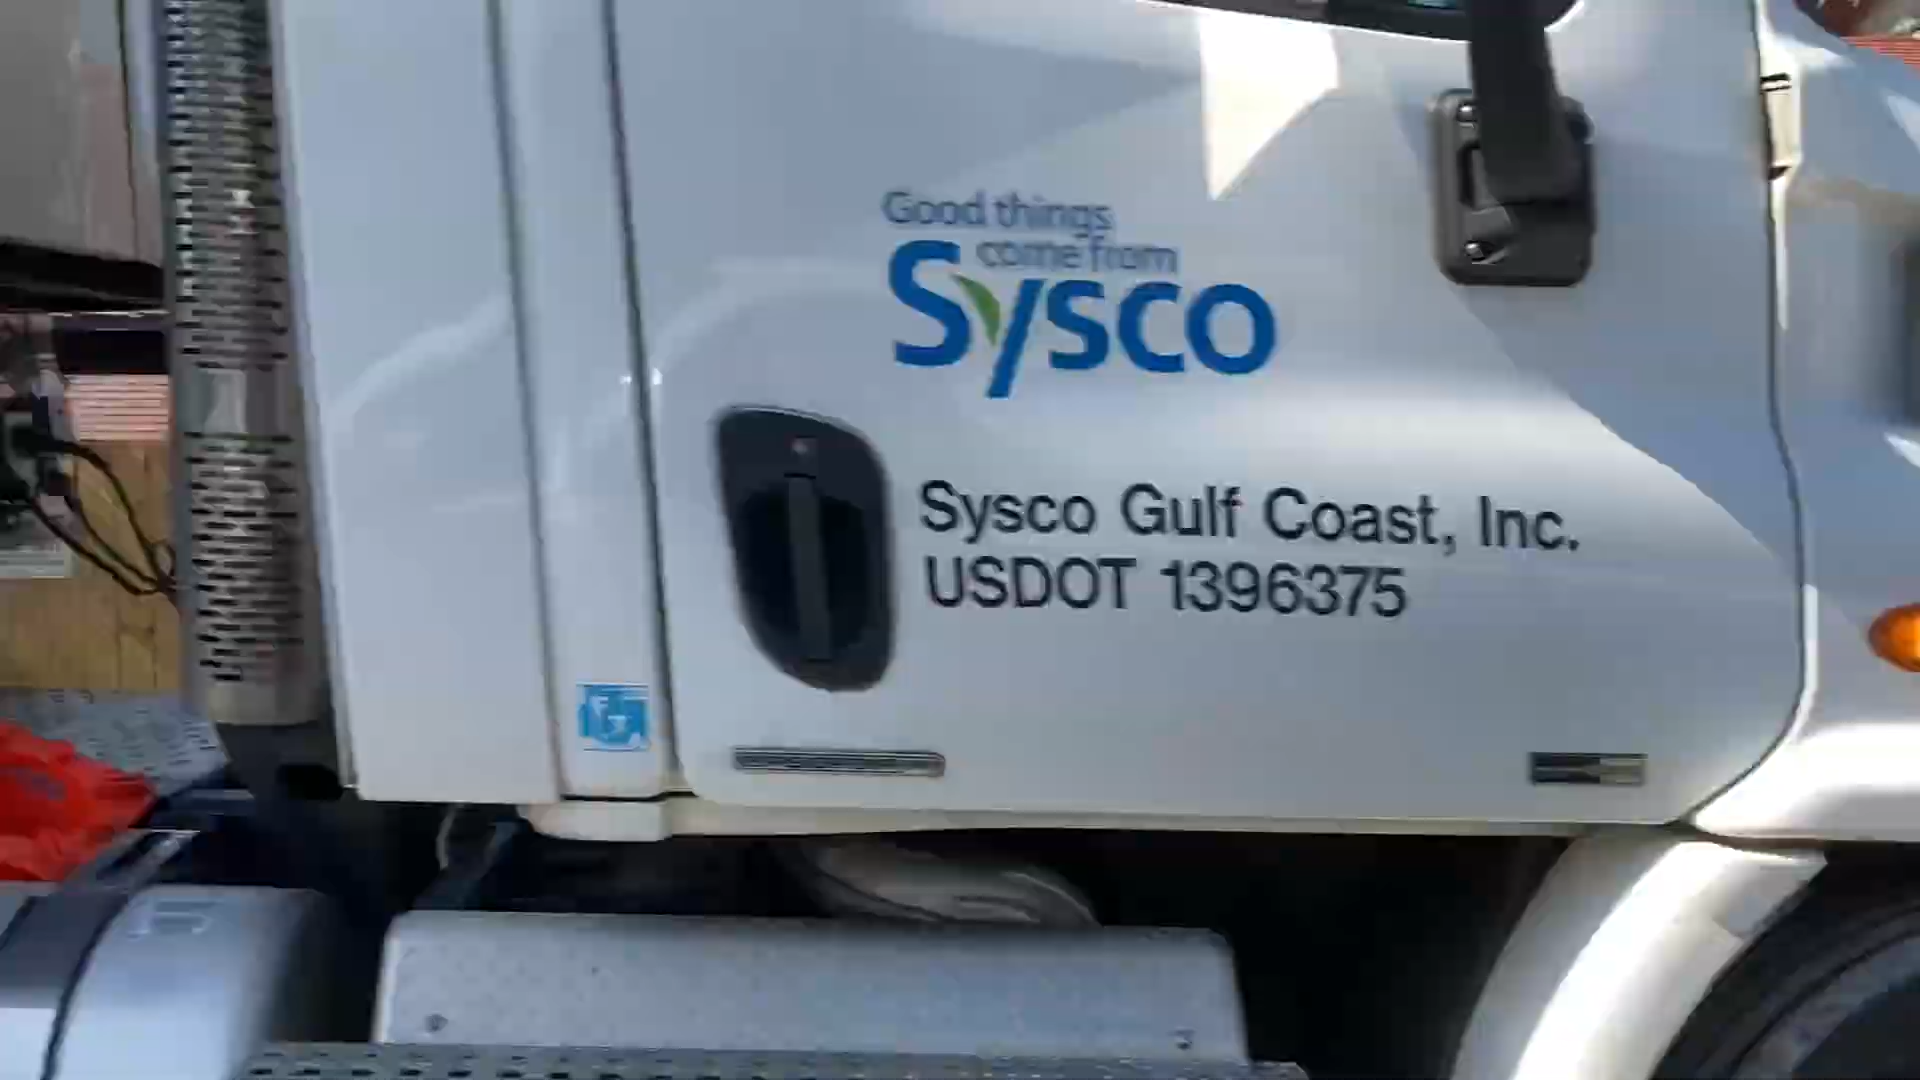 Good things
come from
Sysco
Sysco Gulf Coast, Inc.
USDOT 1396375